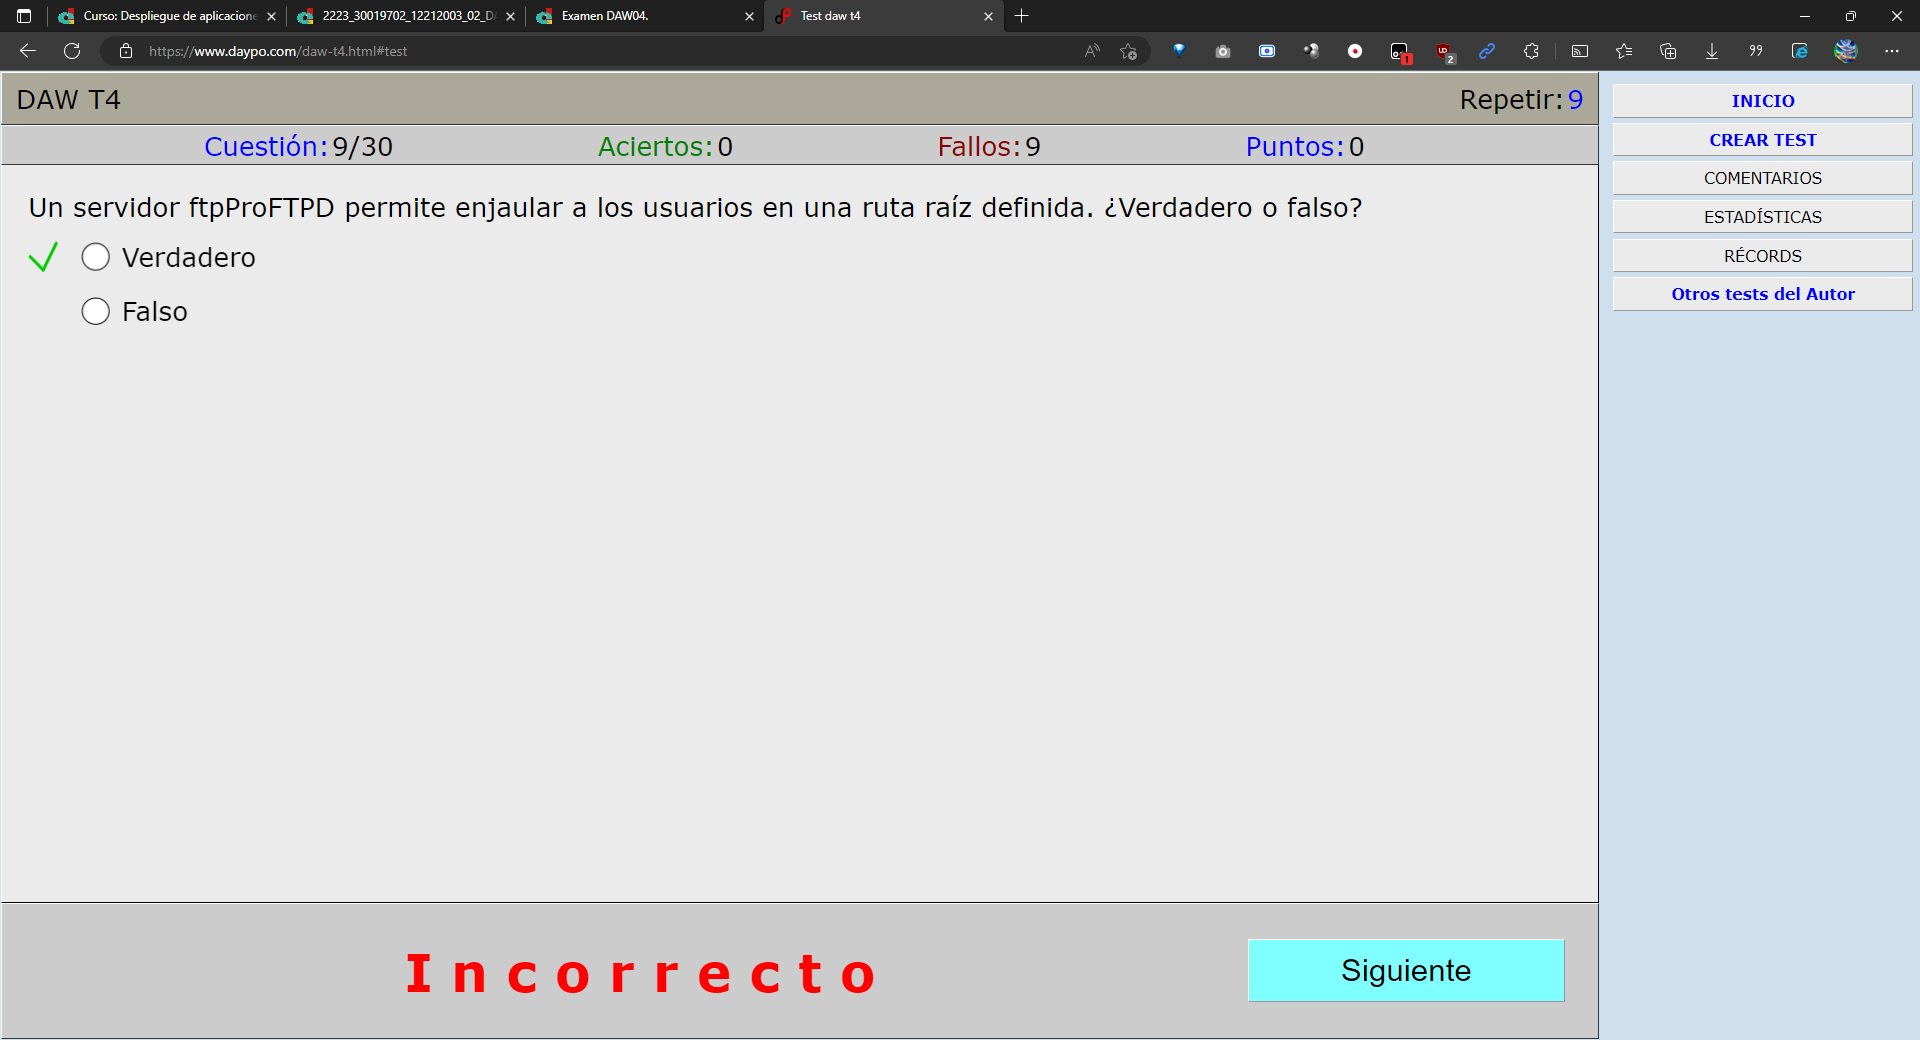 Curso: Despliegue de aplicacione
2223_30019702_12212003_02_DA
Examen DAW04.
Test daw t4
https://www.daypo.com/daw-t4.html#test
1
2
DAW T4
Repetir: 9
Cuestión: 9/30
Aciertos: 0
Fallos: 9
Puntos: 0
Un servidor ftpProFTPD permite enjaular a los usuarios en una ruta raíz definida. ¿Verdadero o falso?
Verdadero
Falso
Incorrecto
Siguiente
INICIO
CREAR TEST
COMENTARIOS
ESTADÍSTICAS
RÉCORDS
Otros tests del Autor